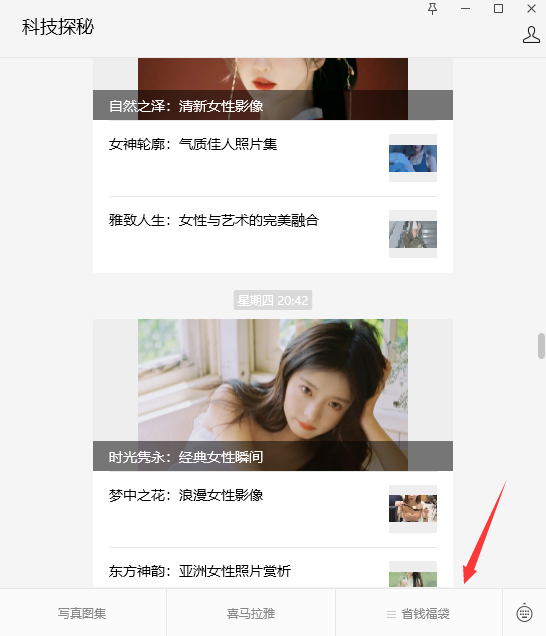 科技探秘
自然之泽：清新女性影像
女神轮廓：气质佳人照片集
雅致人生：女性与艺术的完美融合
星期四 20:42
时光隽永：经典女性瞬间
梦中之花：浪漫女性影像
东方神韵：亚洲女性照片赏析
写真图集
喜马拉雅
省钱福袋